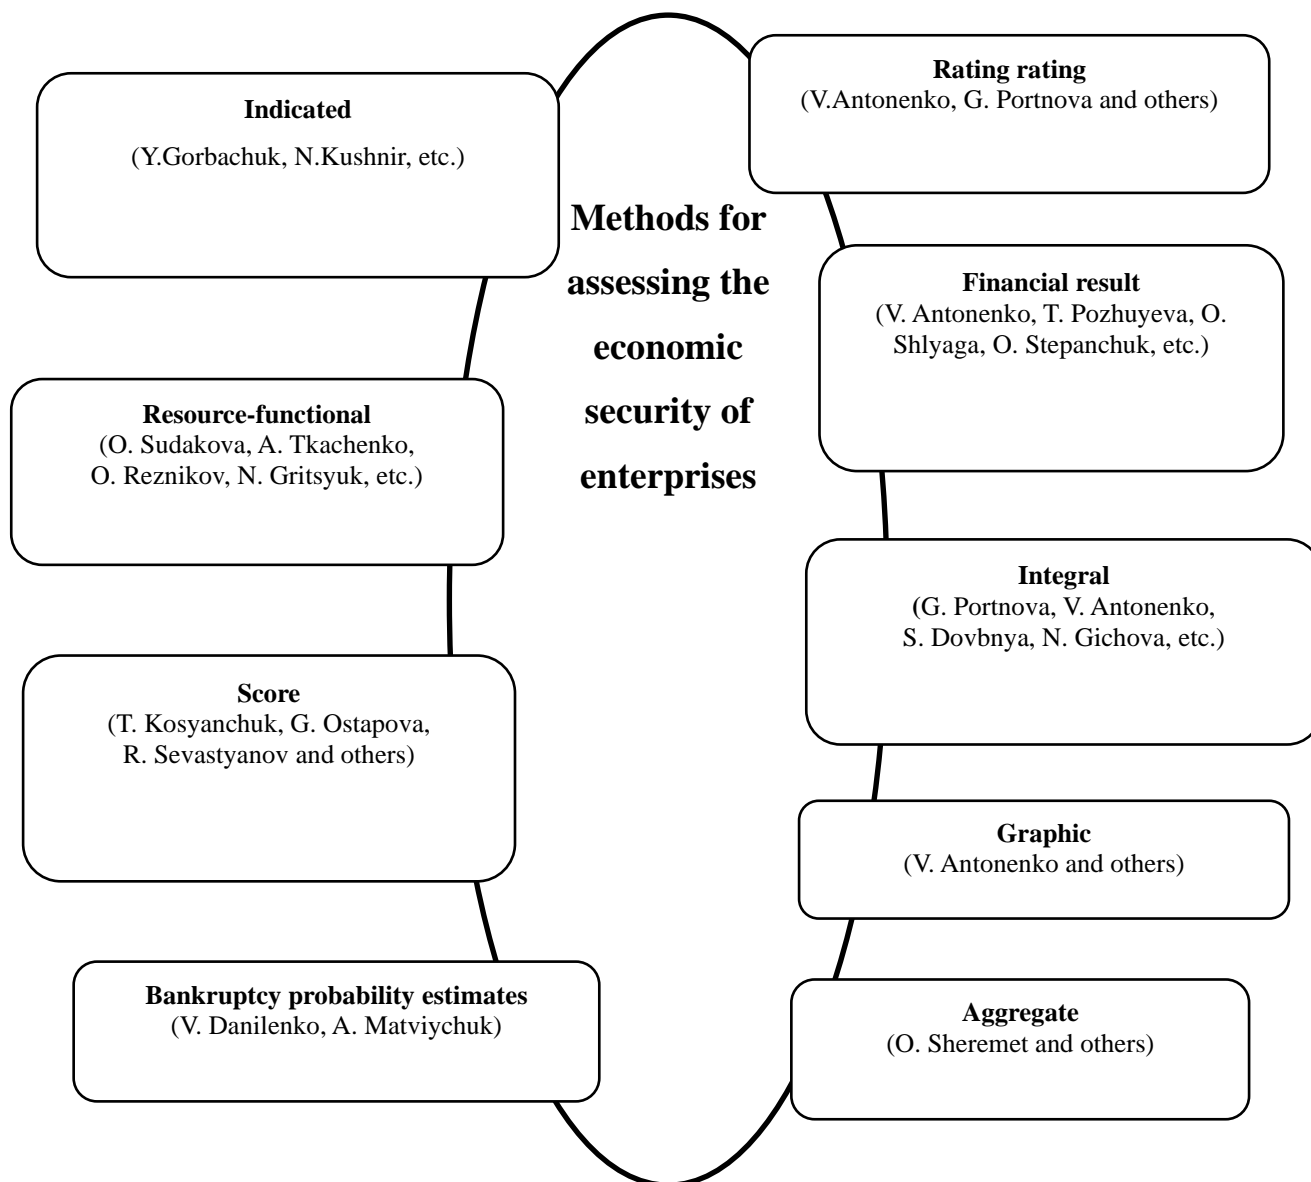 Indicated
(Y.Gorbachuk, N.Kushnir, etc.)
Resource-functional
(O. Sudakova, A. Tkachenko,
O. Reznikov, N. Gritsyuk, etc.)
Score
(T. Kosyanchuk, G. Ostapova,
R. Sevastyanov and others)
Bankruptcy probability estimates
(V. Danilenko, A. Matviychuk)
Methods for
assessing the
economic
security of
enterprises
Rating rating
(V.Antonenko, G. Portnova and others)
Financial result
(V. Antonenko, T. Pozhuyeva, O.
Shlyaga, O. Stepanchuk, etc.)
Integral
(G. Portnova, V. Antonenko,
S. Dovbnya, N. Gichova, etc.)
Graphic
(V. Antonenko and others)
Aggregate
(O. Sheremet and others)